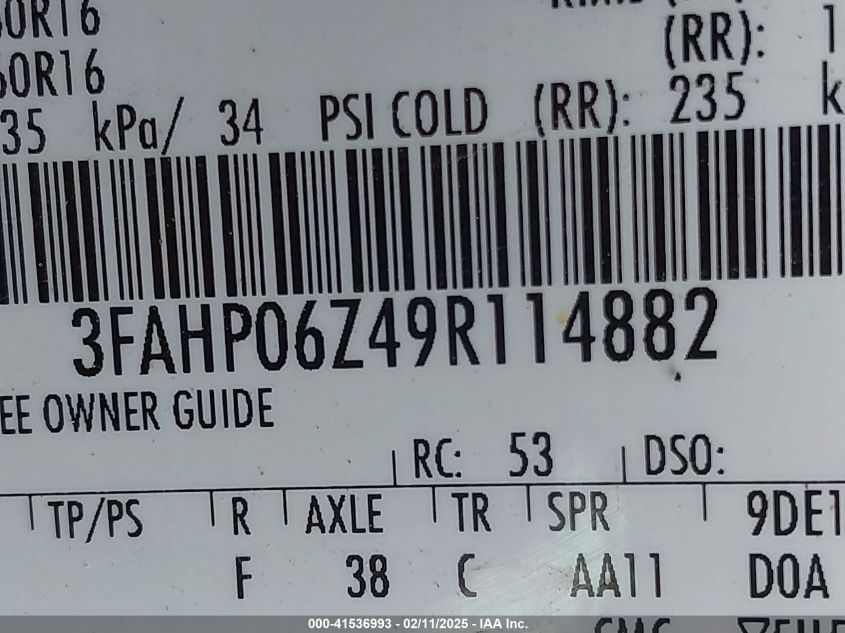 60R16
(RR): 1
60R16
35 kPa/ 34 PSI COLD (RR): 235 k
3FAHP06Z49R114882
EE OWNER GUIDE
RC: 53 DSO:
TP/PS R AXLE TR SPR 9DE1
F 38 C AA11 D0A
000-41536993 - 02/11/2025 - IAA Inc.